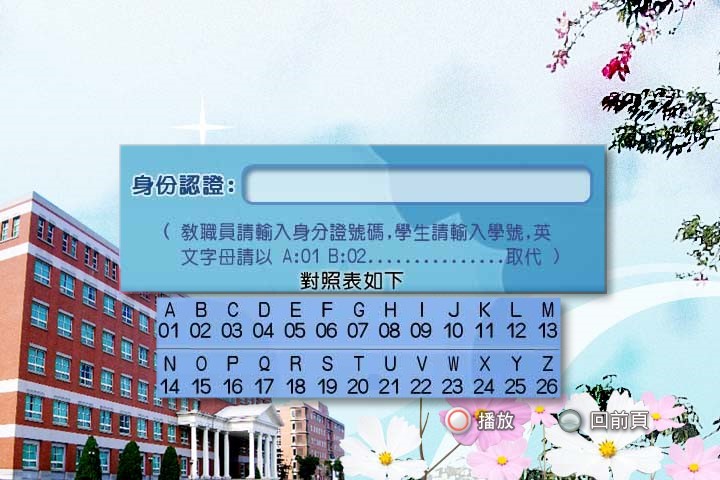 身份認證:
( 教職員請輸入身分證號碼,學生請輸入學號,英
文字母請以 A:01 B:02...............取代 )
對照表如下
A B C D E F G H I J K L M
01 02 03 04 05 06 07 08 09 10 11 12 13
N O P Q R S T U V W X Y Z
14 15 16 17 18 19 20 21 22 23 24 25 26
播放 回前頁